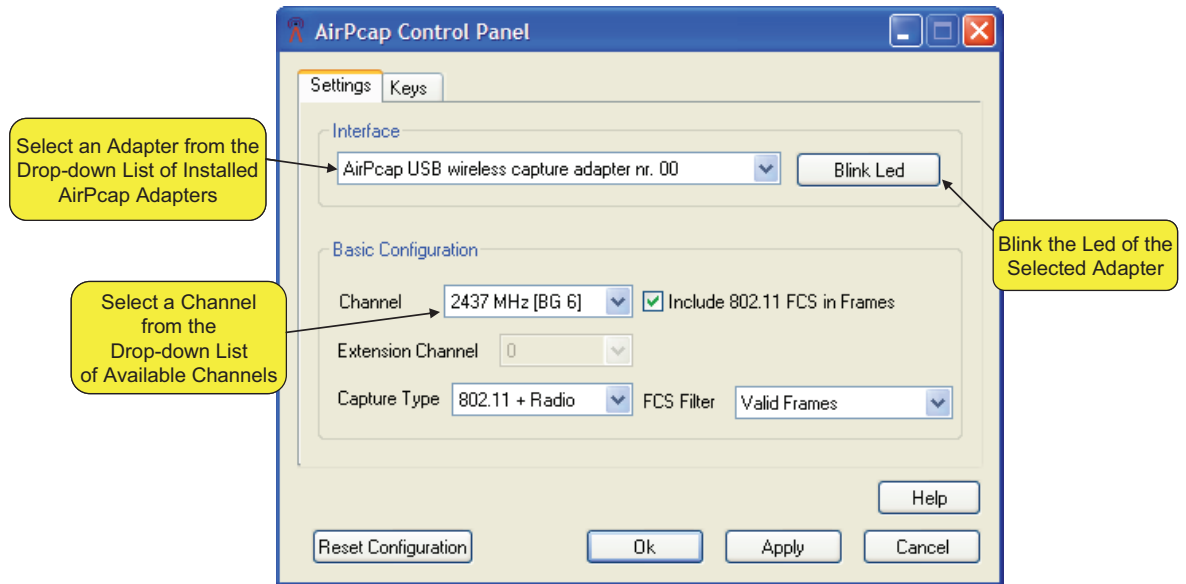 AirPcap Control Panel
Settings
Keys
Interface
Select an Adapter from the
Drop-down List of Installed
AirPcap Adapters
AirPcap USB wireless capture adapter nr. 00
Blink Led
Blink the Led of the
Selected Adapter
Basic Configuration
Select a Channel
from the
Drop-down List
of Available Channels
Channel 2437 MHz [BG 6] Include 802.11 FCS in Frames
Extension Channel 0
Capture Type 802.11 + Radio FCS Filter Valid Frames
Help
Reset Configuration Ok Apply Cancel